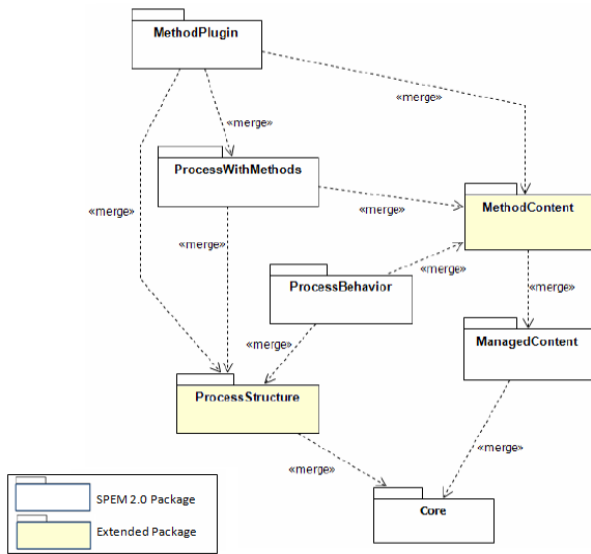 MethodPlugin
«merge»
«merge»
ProcessWithMethods
MethodContent
«merge»
«merge»
«merge»
«merge»
ProcessBehavior
ManagedContent
«merge»
«merge»
ProcessStructure
«merge»
«merge»
Core
SPEM 2.0 Package
Extended Package